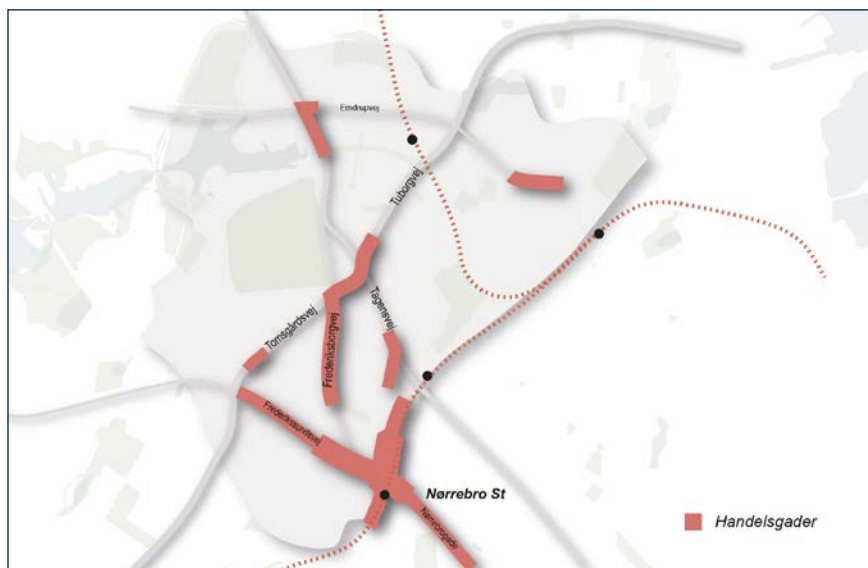 Emdrupvej
Tuborgvej
Tagensvej
Tomsgårdsvej
Frederiksborgvej
Frederikssundsvej
Nørrebro St
Nørrebrogade
Handelsgader